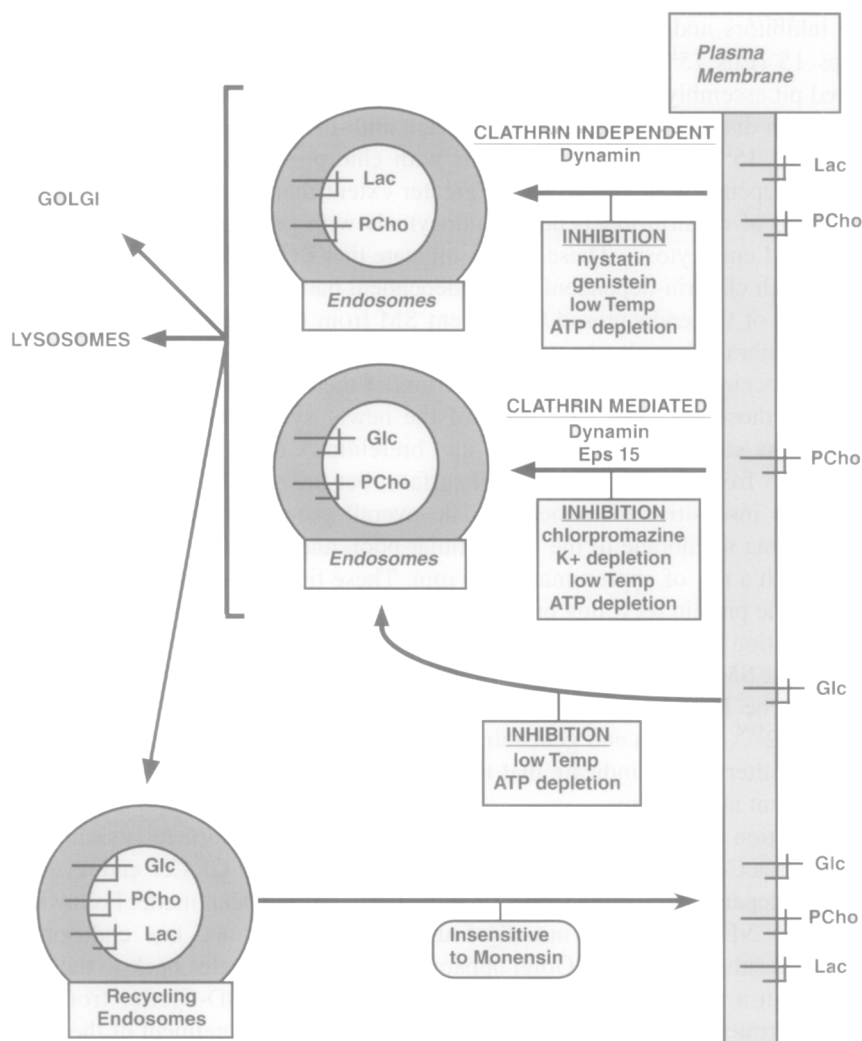 Plasma
Membrane
CLATHRIN INDEPENDENT
Dynamin
Lac
PCho
Lac
PCho
Endosomes
INHIBITION
nystatin
genistein
low Temp
ATP depletion
GOLGI
LYSOSOMES
CLATHRIN MEDIATED
Dynamin
Eps 15
PCho
Glc
PCho
Endosomes
INHIBITION
chlorpromazine
K+ depletion
low Temp
ATP depletion
Glc
INHIBITION
low Temp
ATP depletion
Glc
PCho
Lac
Recycling
Endosomes
Insensitive
to Monensin
Glc
PCho
Lac